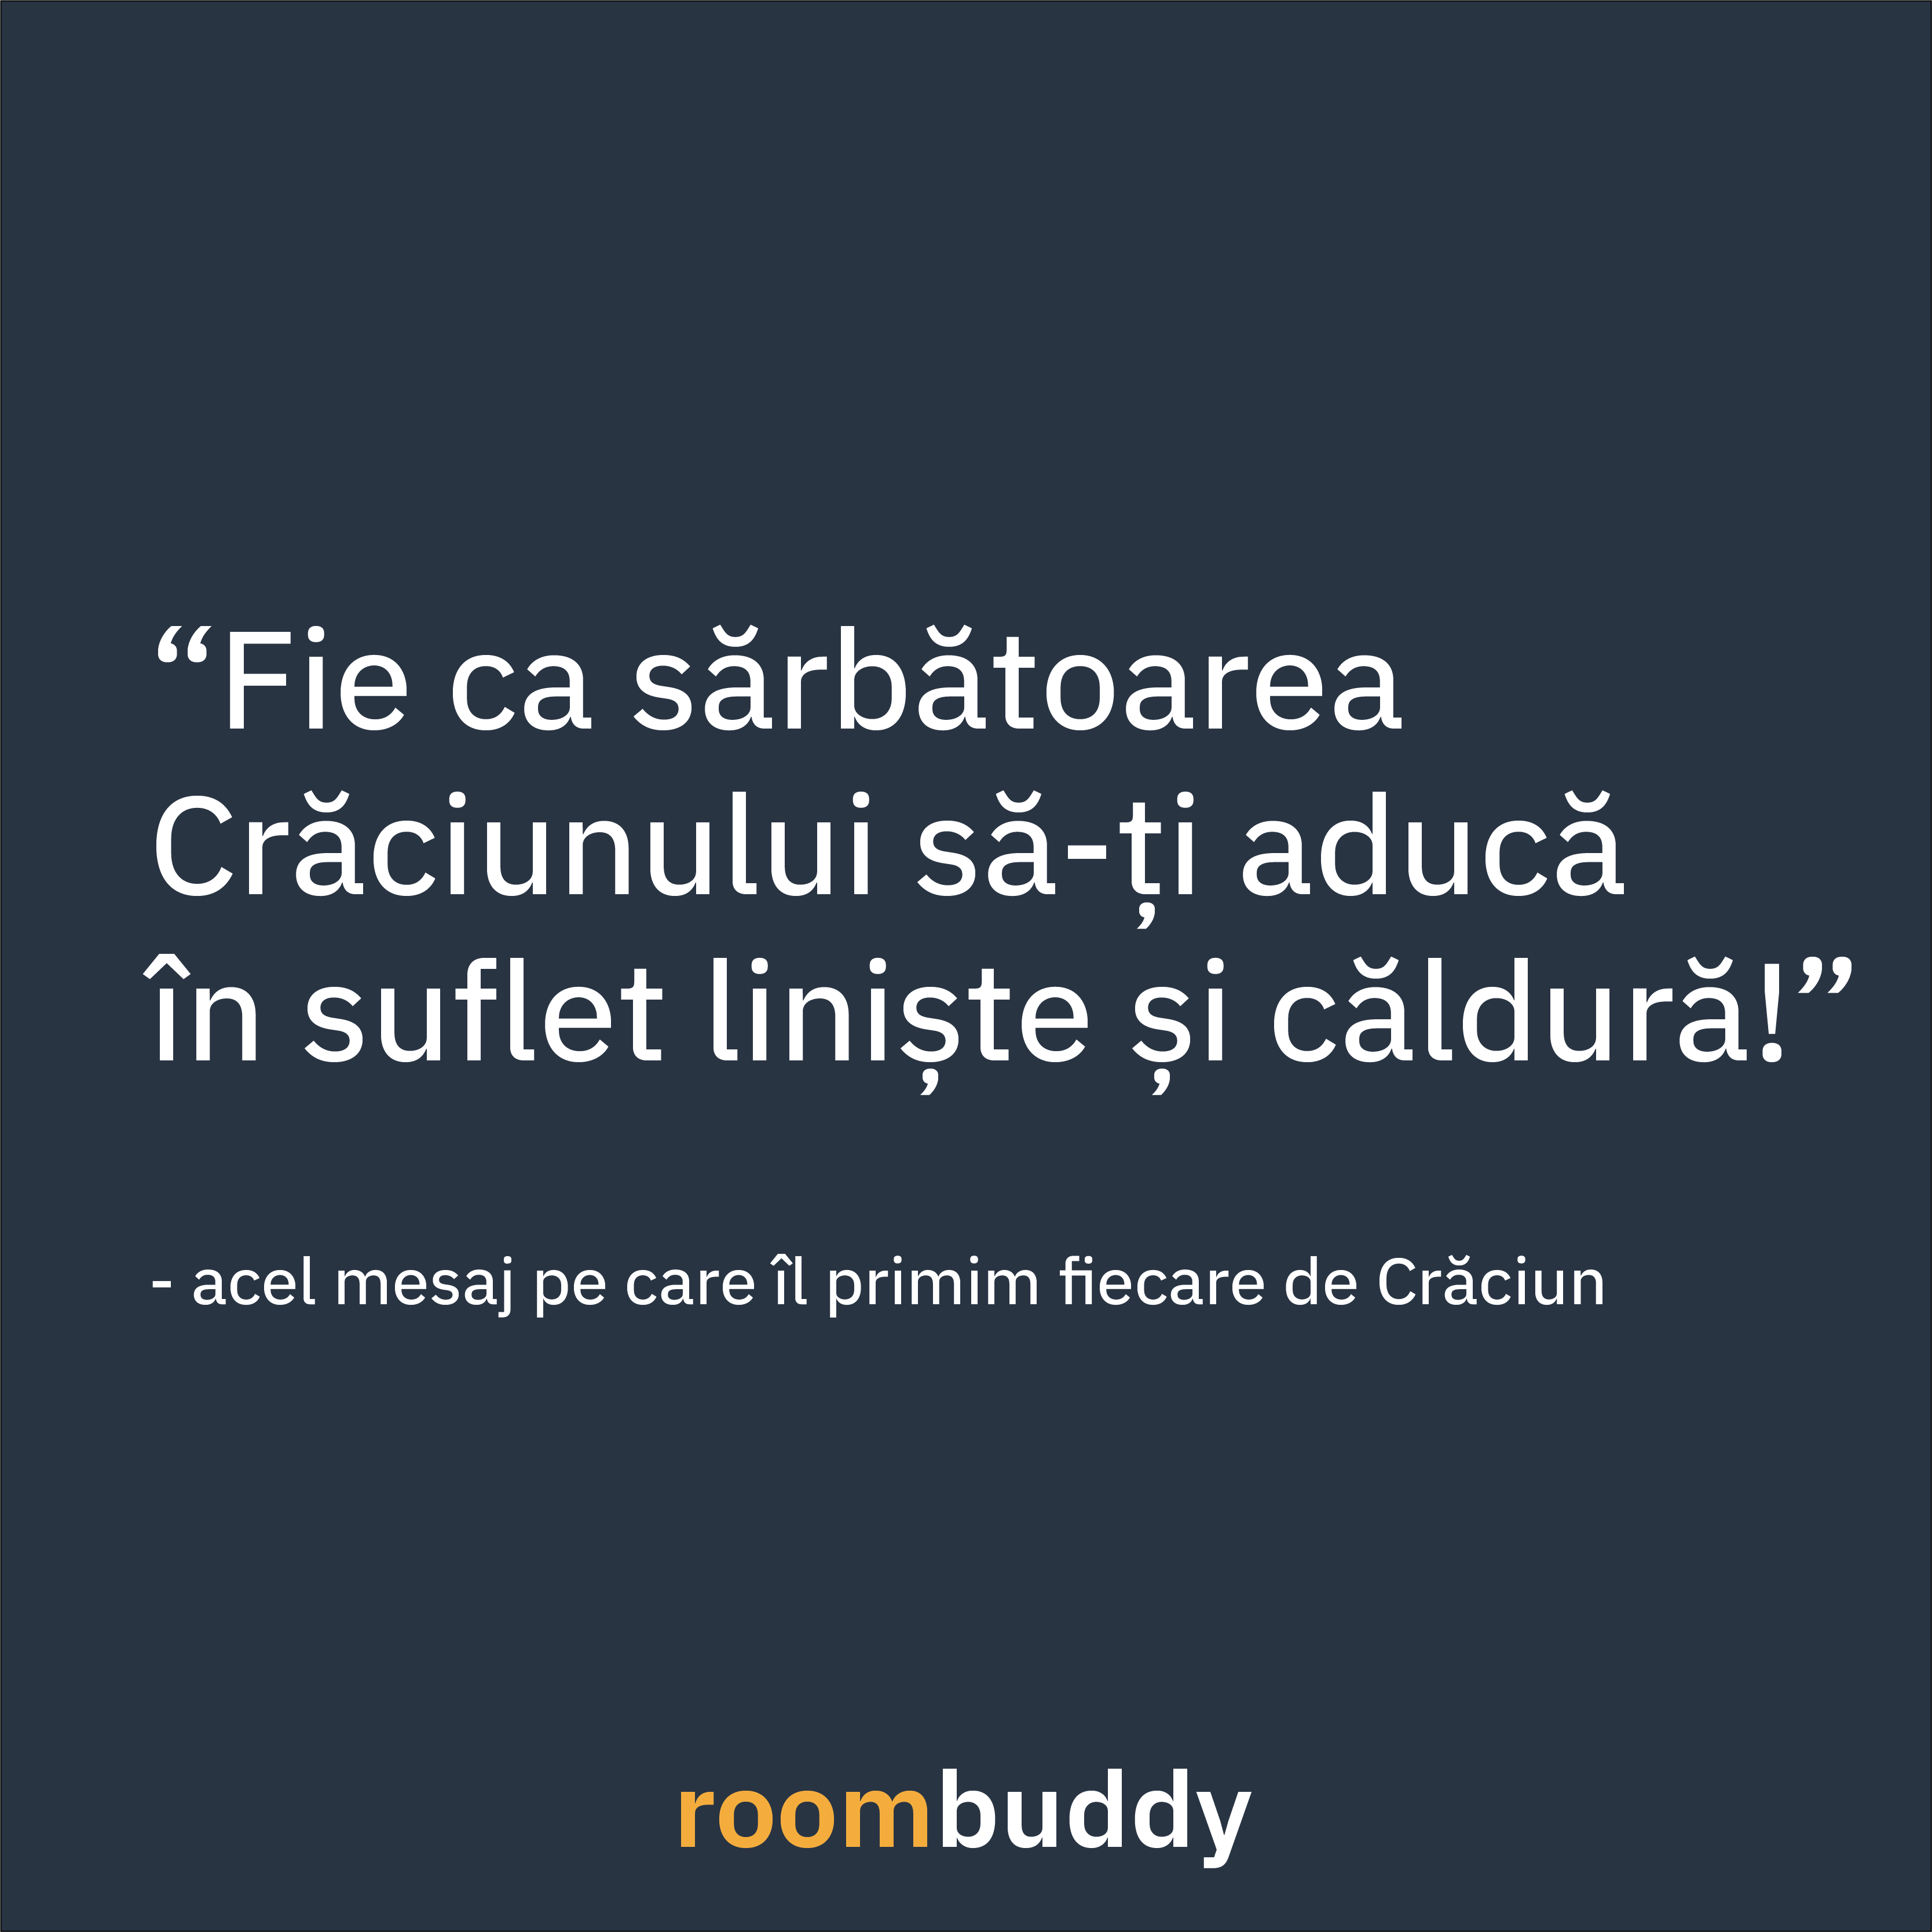 “Fie ca sărbătoarea
Crăciunului să-ți aducă
în suflet liniște și căldură!”
- acel mesaj pe care îl primim fiecare de Crăciun
roombuddy